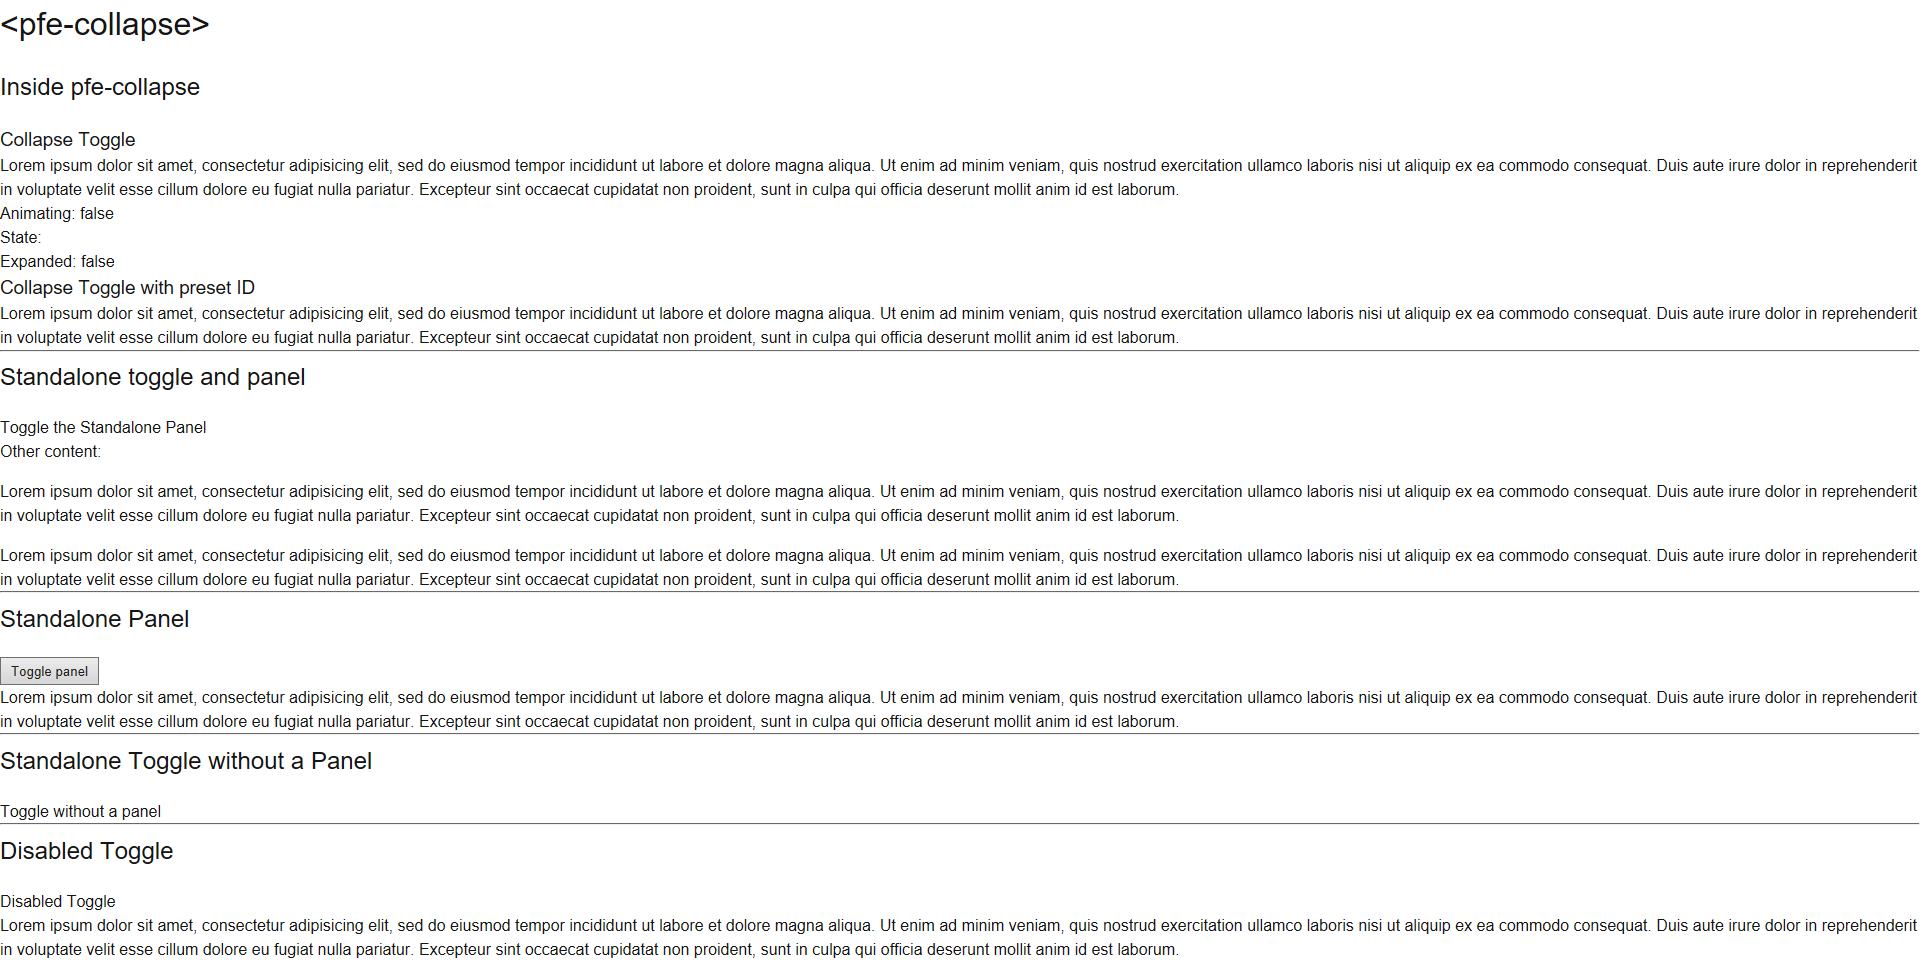 <pfe-collapse>
Inside pfe-collapse
Collapse Toggle
Lorem ipsum dolor sit amet, consectetur adipisicing elit, sed do eiusmod tempor incididunt ut labore et dolore magna aliqua. Ut enim ad minim veniam, quis nostrud exercitation ullamco laboris nisi ut aliquip ex ea commodo consequat. Duis aute irure dolor in reprehenderit
in voluptate velit esse cillum dolore eu fugiat nulla pariatur. Excepteur sint occaecat cupidatat non proident, sunt in culpa qui officia deserunt mollit anim id est laborum.
Animating: false
State:
Expanded: false
Collapse Toggle with preset ID
Lorem ipsum dolor sit amet, consectetur adipisicing elit, sed do eiusmod tempor incididunt ut labore et dolore magna aliqua. Ut enim ad minim veniam, quis nostrud exercitation ullamco laboris nisi ut aliquip ex ea commodo consequat. Duis aute irure dolor in reprehenderit
in voluptate velit esse cillum dolore eu fugiat nulla pariatur. Excepteur sint occaecat cupidatat non proident, sunt in culpa qui officia deserunt mollit anim id est laborum.
Standalone toggle and panel
Toggle the Standalone Panel
Other content:
Lorem ipsum dolor sit amet, consectetur adipisicing elit, sed do eiusmod tempor incididunt ut labore et dolore magna aliqua. Ut enim ad minim veniam, quis nostrud exercitation ullamco laboris nisi ut aliquip ex ea commodo consequat. Duis aute irure dolor in reprehenderit
in voluptate velit esse cillum dolore eu fugiat nulla pariatur. Excepteur sint occaecat cupidatat non proident, sunt in culpa qui officia deserunt mollit anim id est laborum.
Lorem ipsum dolor sit amet, consectetur adipisicing elit, sed do eiusmod tempor incididunt ut labore et dolore magna aliqua. Ut enim ad minim veniam, quis nostrud exercitation ullamco laboris nisi ut aliquip ex ea commodo consequat. Duis aute irure dolor in reprehenderit
in voluptate velit esse cillum dolore eu fugiat nulla pariatur. Excepteur sint occaecat cupidatat non proident, sunt in culpa qui officia deserunt mollit anim id est laborum.
Standalone Panel
Toggle panel
Lorem ipsum dolor sit amet, consectetur adipisicing elit, sed do eiusmod tempor incididunt ut labore et dolore magna aliqua. Ut enim ad minim veniam, quis nostrud exercitation ullamco laboris nisi ut aliquip ex ea commodo consequat. Duis aute irure dolor in reprehenderit
in voluptate velit esse cillum dolore eu fugiat nulla pariatur. Excepteur sint occaecat cupidatat non proident, sunt in culpa qui officia deserunt mollit anim id est laborum.
Standalone Toggle without a Panel
Toggle without a panel
Disabled Toggle
Disabled Toggle
Lorem ipsum dolor sit amet, consectetur adipisicing elit, sed do eiusmod tempor incididunt ut labore et dolore magna aliqua. Ut enim ad minim veniam, quis nostrud exercitation ullamco laboris nisi ut aliquip ex ea commodo consequat. Duis aute irure dolor in reprehenderit
in voluptate velit esse cillum dolore eu fugiat nulla pariatur. Excepteur sint occaecat cupidatat non proident, sunt in culpa qui officia deserunt mollit anim id est laborum.